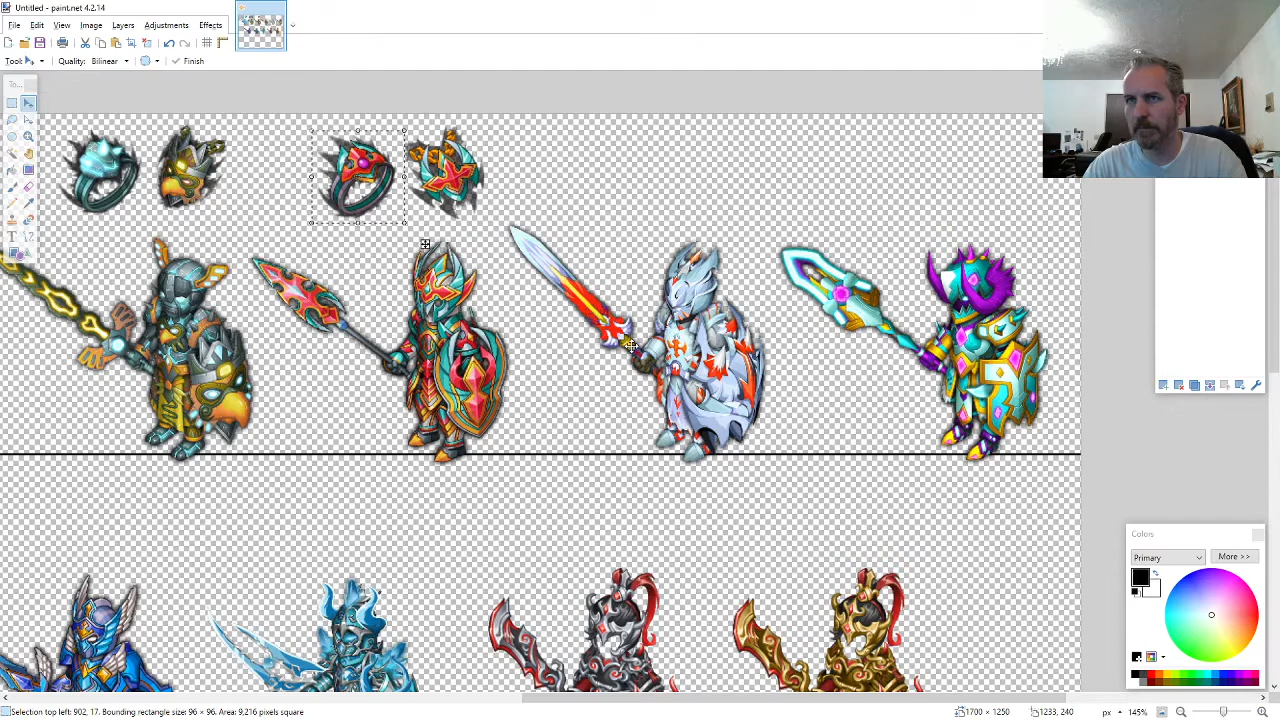 Untitled - paint.net 4.2.14
File Edit View Image Layers Adjustments Effects
Tool: Quality: Bilinear Finish
To...
T
Colors
Primary More >>
Selection top left: 902, 17. Bounding rectangle size: 96 × 96. Area: 9,216 pixels square 1700 × 1250 1233, 240 px 145%